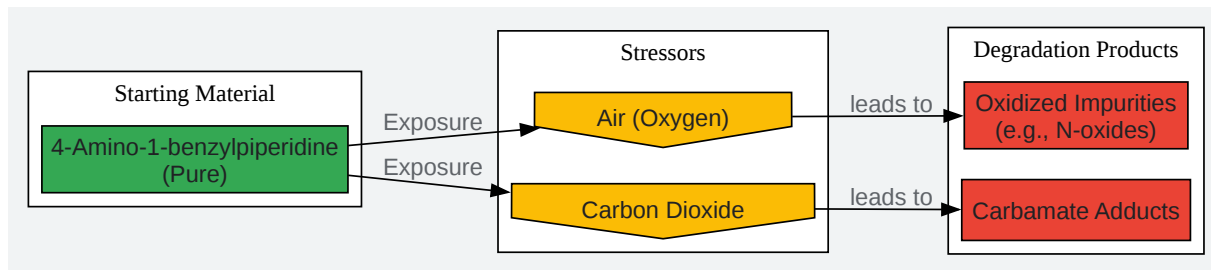 Starting Material
4-Amino-1-benzylpiperidine
(Pure)
Exposure
Exposure
Stressors
Air (Oxygen)
Carbon Dioxide
leads to
leads to
Degradation Products
Oxidized Impurities
(e.g., N-oxides)
Carbamate Adducts